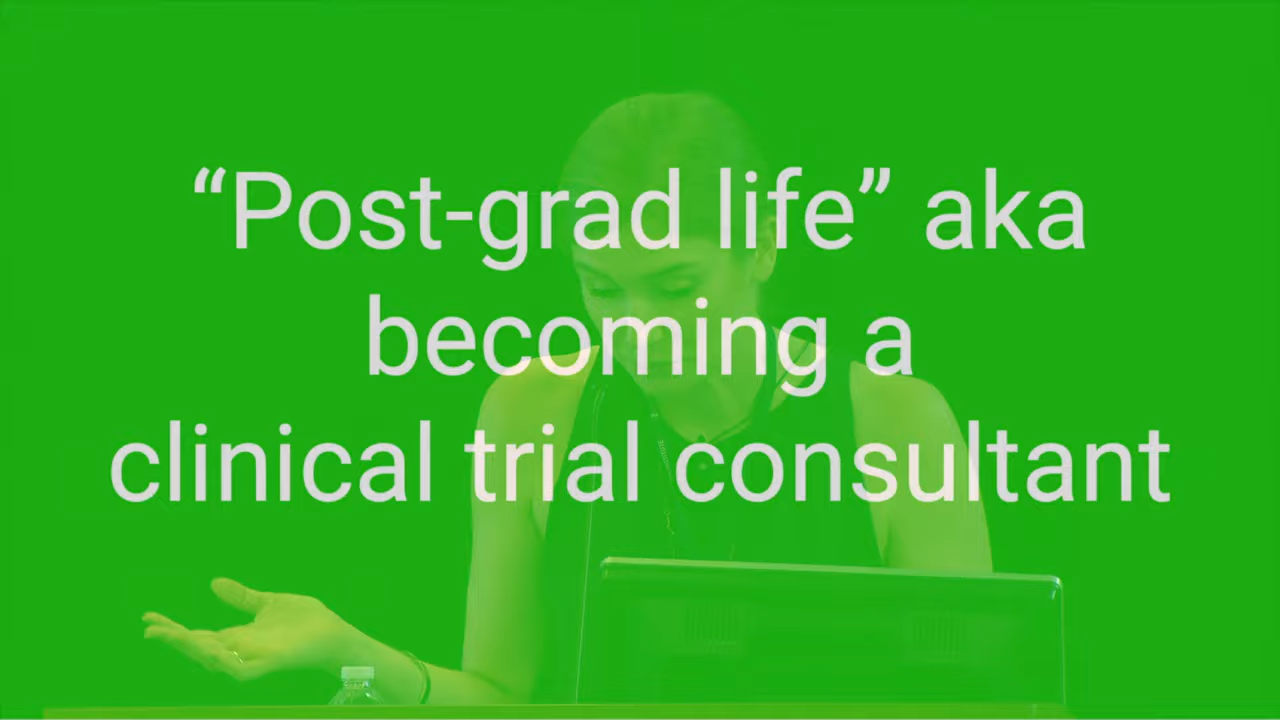 “Post-grad life” aka
becoming a
clinical trial consultant